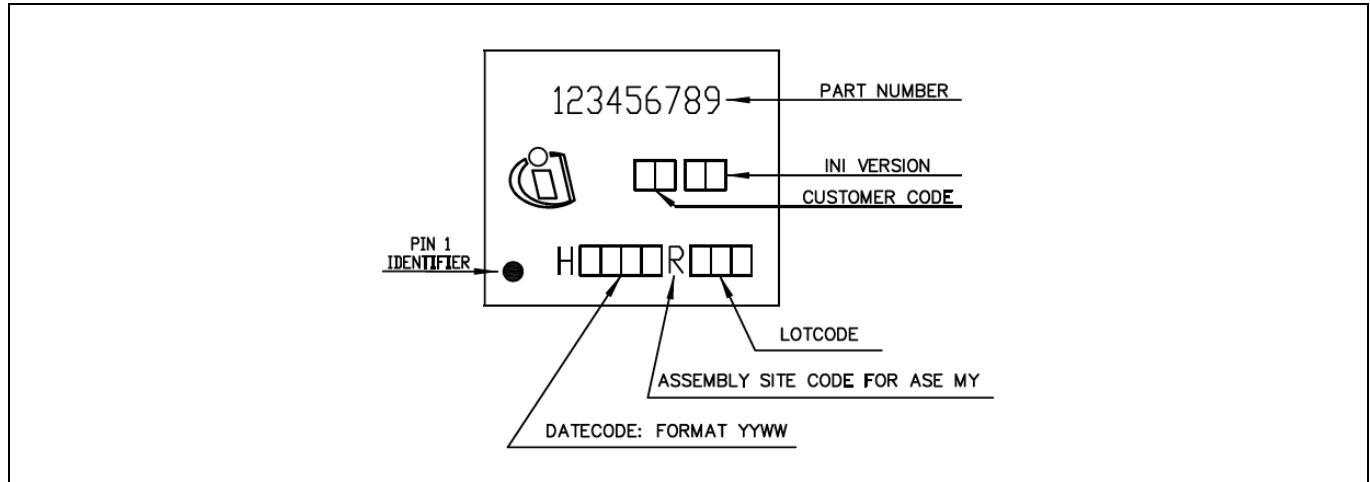 123456789
PART NUMBER
INI VERSION
CUSTOMER CODE
PIN 1
IDENTIFIER
H R
LOTCODE
ASSEMBLY SITE CODE FOR ASE MY
DATECODE: FORMAT YYWW